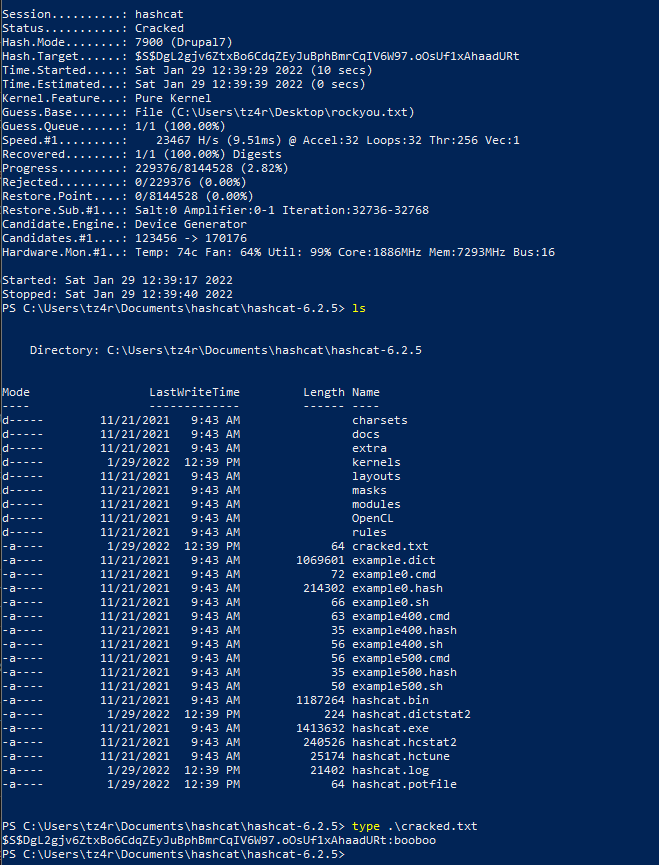 Session..........: hashcat
Status...........: Cracked
Hash.Mode........: 7900 (Drupal7)
Hash.Target......: $S$DgL2gjv6ZtxBo6CdqZEyJuBphBmrCqIV6W97.oOsUf1xAhaadURt
Time.Started.....: Sat Jan 29 12:39:29 2022 (10 secs)
Time.Estimated...: Sat Jan 29 12:39:39 2022 (0 secs)
Kernel.Feature...: Pure Kernel
Guess.Base.......: File (C:\Users\tz4r\Desktop\rockyou.txt)
Guess.Queue......: 1/1 (100.00%)
Speed.#1.........:    23467 H/s (9.51ms) @ Accel:32 Loops:32 Thr:256 Vec:1
Recovered........: 1/1 (100.00%) Digests
Progress.........: 229376/8144528 (2.82%)
Rejected.........: 0/229376 (0.00%)
Restore.Point....: 0/8144528 (0.00%)
Restore.Sub.#1...: Salt:0 Amplifier:0-1 Iteration:32736-32768
Candidate.Engine.: Device Generator
Candidates.#1....: 123456 -> 170176
Hardware.Mon.#1..: Temp: 74c Fan: 64% Util: 99% Core:1886MHz Mem:7293MHz Bus:16
Started: Sat Jan 29 12:39:17 2022
Stopped: Sat Jan 29 12:39:40 2022
PS C:\Users\tz4r\Documents\hashcat\hashcat-6.2.5> ls
    Directory: C:\Users\tz4r\Documents\hashcat\hashcat-6.2.5
Mode                 LastWriteTime         Length Name
----                 -------------         ------ ----
d-----        11/21/2021   9:43 AM                charsets
d-----        11/21/2021   9:43 AM                docs
d-----        11/21/2021   9:43 AM                extra
d-----         1/29/2022  12:39 PM                kernels
d-----        11/21/2021   9:43 AM                layouts
d-----        11/21/2021   9:43 AM                masks
d-----        11/21/2021   9:43 AM                modules
d-----        11/21/2021   9:43 AM                OpenCL
d-----        11/21/2021   9:43 AM                rules
-a----         1/29/2022  12:39 PM             64 cracked.txt
-a----        11/21/2021   9:43 AM        1069601 example.dict
-a----        11/21/2021   9:43 AM             72 example0.cmd
-a----        11/21/2021   9:43 AM         214302 example0.hash
-a----        11/21/2021   9:43 AM             66 example0.sh
-a----        11/21/2021   9:43 AM             63 example400.cmd
-a----        11/21/2021   9:43 AM             35 example400.hash
-a----        11/21/2021   9:43 AM             56 example400.sh
-a----        11/21/2021   9:43 AM             56 example500.cmd
-a----        11/21/2021   9:43 AM             35 example500.hash
-a----        11/21/2021   9:43 AM             50 example500.sh
-a----        11/21/2021   9:43 AM        1187264 hashcat.bin
-a----         1/29/2022  12:39 PM            224 hashcat.dictstat2
-a----        11/21/2021   9:43 AM        1413632 hashcat.exe
-a----        11/21/2021   9:43 AM         240526 hashcat.hcstat2
-a----        11/21/2021   9:43 AM          25174 hashcat.hctune
-a----         1/29/2022  12:39 PM          21402 hashcat.log
-a----         1/29/2022  12:39 PM             64 hashcat.potfile
PS C:\Users\tz4r\Documents\hashcat\hashcat-6.2.5> type .\cracked.txt
$S$DgL2gjv6ZtxBo6CdqZEyJuBphBmrCqIV6W97.oOsUf1xAhaadURt:booboo
PS C:\Users\tz4r\Documents\hashcat\hashcat-6.2.5>